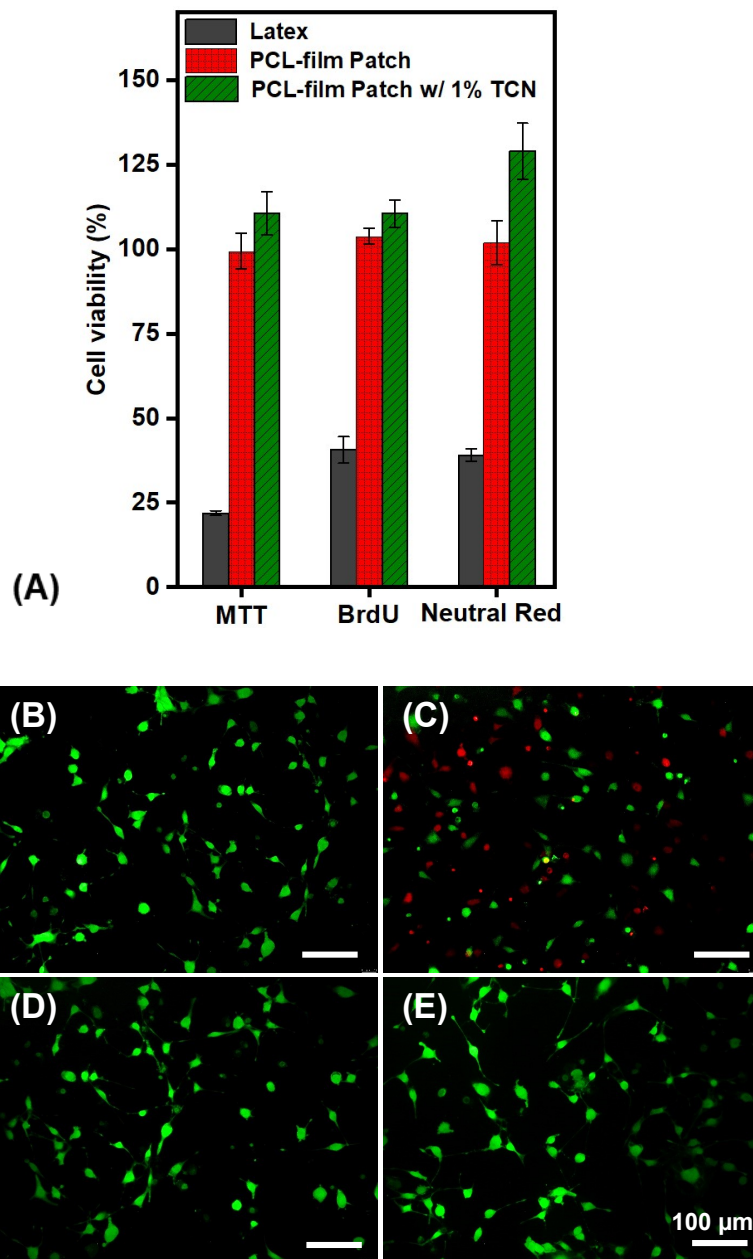 Latex
PCL-film Patch
PCL-film Patch w/ 1% TCN
Cell viability (%)
150
125
100
75
50
25
0
MTT BrdU Neutral Red
(A)
(B)
(C)
(D)
(E)
100 µm